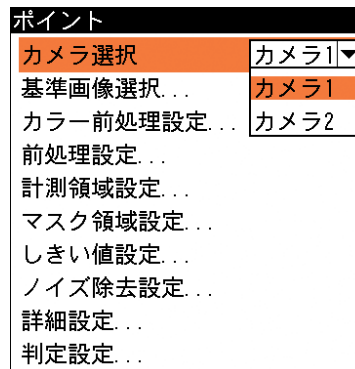 ポイント
カメラ選択 カメラ1▼
基準画像選択... カメラ1
カラー前処理設定... カメラ2
前処理設定...
計測領域設定...
マスク領域設定...
しきい値設定...
ノイズ除去設定...
詳細設定...
判定設定...